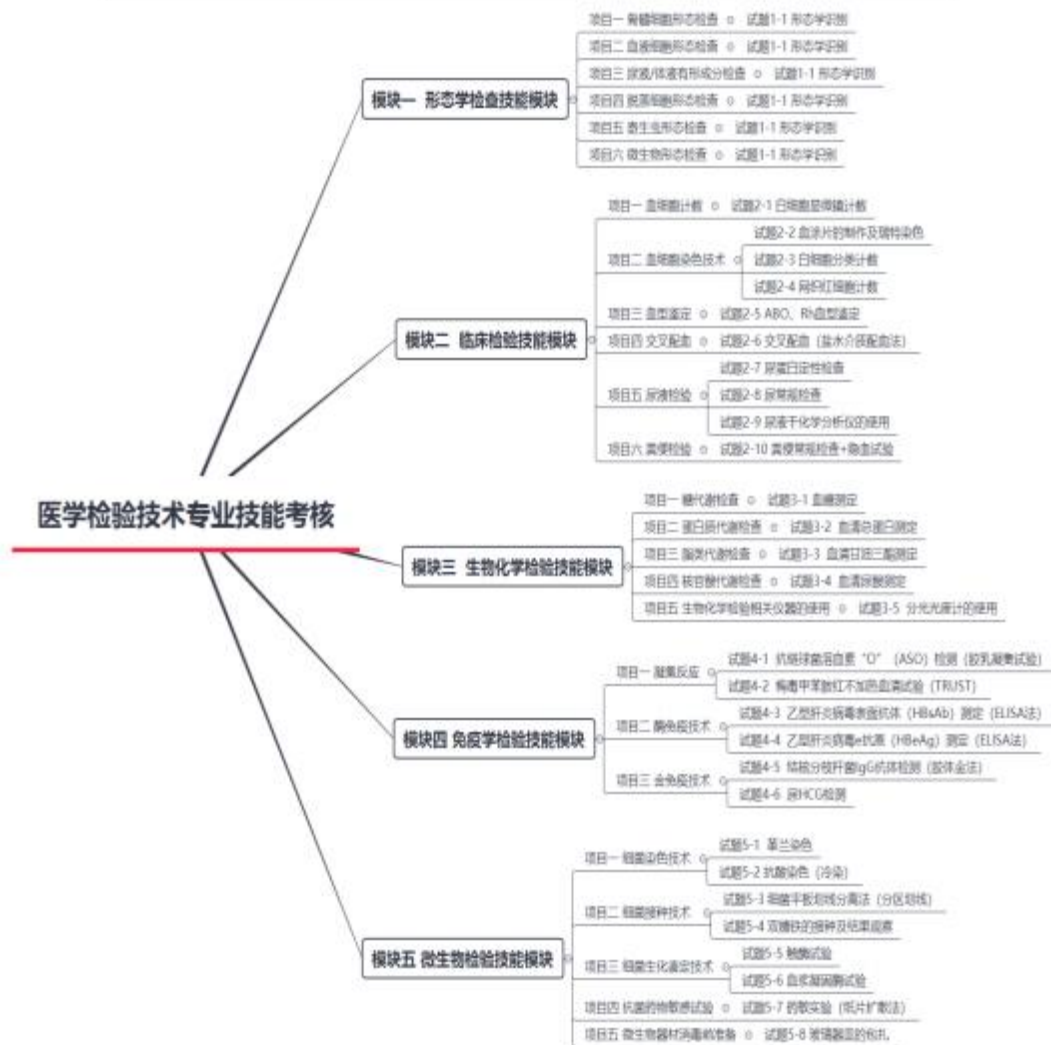 医学检验技术专业技能考核
模块一 形态学检查技能模块
项目一 骨髓细胞形态检查 试题1-1 形态学识别
项目二 血液细胞形态检查 试题1-1 形态学识别
项目三 尿液/体液有形成分检查 试题1-1 形态学识别
项目四 脱落细胞形态检查 试题1-1 形态学识别
项目五 寄生虫形态检查 试题1-1 形态学识别
项目六 微生物形态检查 试题1-1 形态学识别
模块二 临床检验技能模块
项目一 血细胞计数 试题2-1 白细胞显微镜计数
项目二 血细胞染色技术
试题2-2 血涂片的制作及瑞特染色
试题2-3 白细胞分类计数
试题2-4 网织红细胞计数
项目三 血型鉴定 试题2-5 ABO、Rh血型鉴定
项目四 交叉配血 试题2-6 交叉配血（盐水介质配血法）
项目五 尿液检验
试题2-7 尿蛋白定性检查
试题2-8 尿常规检查
试题2-9 尿液干化学分析仪的使用
项目六 粪便检验 试题2-10 粪便常规检查+隐血试验
模块三 生物化学检验技能模块
项目一 糖代谢检查 试题3-1 血糖测定
项目二 蛋白质代谢检查 试题3-2 血清总蛋白测定
项目三 脂类代谢检查 试题3-3 血清甘油三酯测定
项目四 核苷酸代谢检查 试题3-4 血清尿酸测定
项目五 生物化学检验相关仪器的使用 试题3-5 分光光度计的使用
模块四 免疫学检验技能模块
项目一 凝集反应
试题4-1 抗链球菌溶血素“O”（ASO）检测（胶乳凝集试验）
试题4-2 梅毒甲苯胺红不加热血清试验（TRUST）
项目二 酶免疫技术
试题4-3 乙型肝炎病毒表面抗体（HBsAb）测定（ELISA法）
试题4-4 乙型肝炎病毒e抗原（HBeAg）测定（ELISA法）
项目三 金免疫技术
试题4-5 结核分枝杆菌IgG抗体检测（胶体金法）
试题4-6 尿HCG检测
模块五 微生物检验技能模块
项目一 细菌染色技术
试题5-1 革兰染色
试题5-2 抗酸染色（冷染）
项目二 细菌接种技术
试题5-3 细菌平板划线分离法（分区划线）
试题5-4 双糖铁的接种及结果观察
项目三 细菌生化鉴定技术
试题5-5 触酶试验
试题5-6 血浆凝固酶试验
项目四 抗菌药物敏感试验 试题5-7 药敏实验（纸片扩散法）
项目五 微生物器材消毒前准备 试题5-8 玻璃器皿的包扎